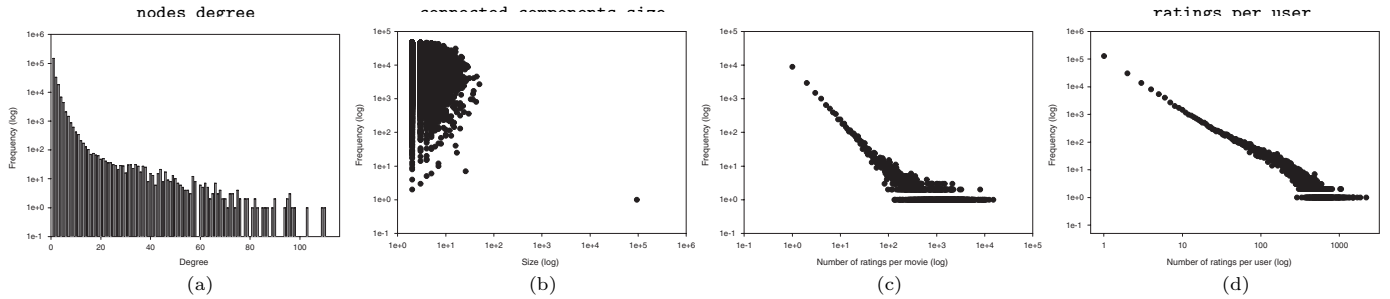 nodes degree
connected components size
ratings per user
1e+6
1e+5
1e+4
1e+3
1e+2
1e+1
1e+0
1e-1
Frequency (log)
0
20
40
60
80
100
Degree
(a)
1e+5
1e+4
1e+3
1e+2
1e+1
1e+0
1e-1
Frequency (log)
1e+0
1e+1
1e+2
1e+3
1e+4
1e+5
1e+6
Size (log)
(b)
1e+5
1e+4
1e+3
1e+2
1e+1
1e+0
1e-1
Frequency (log)
1e-1
1e+0
1e+1
1e+2
1e+3
1e+4
1e+5
Number of ratings per movie (log)
(c)
1e+6
1e+5
1e+4
1e+3
1e+2
1e+1
1e+0
1e-1
Frequency (log)
1
10
100
1000
Number of ratings per user (log)
(d)